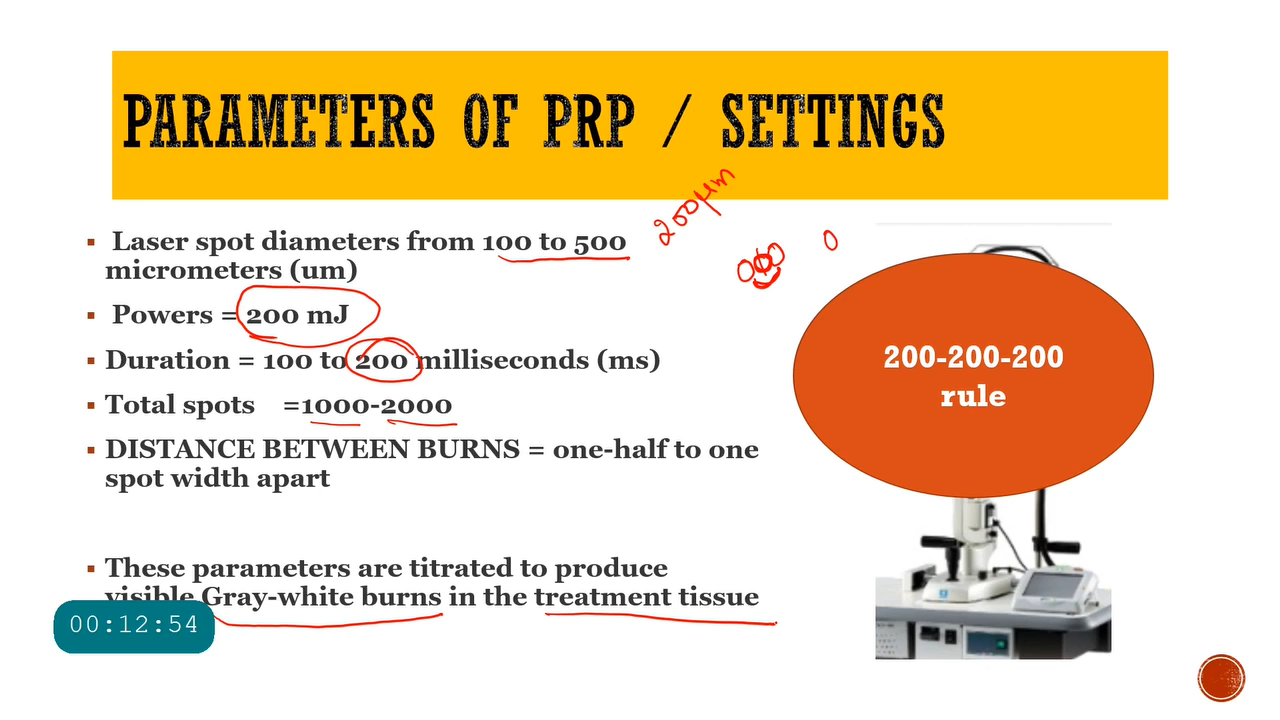 PARAMETERS OF PRP / SETTINGS
200μm
Laser spot diameters from 100 to 500
micrometers (um)
Powers = 200 mJ
Duration = 100 to 200 milliseconds (ms)
Total spots =1000-2000
DISTANCE BETWEEN BURNS = one-half to one
spot width apart
These parameters are titrated to produce
visible Gray-white burns in the treatment tissue
200-200-200
rule
00:12:54